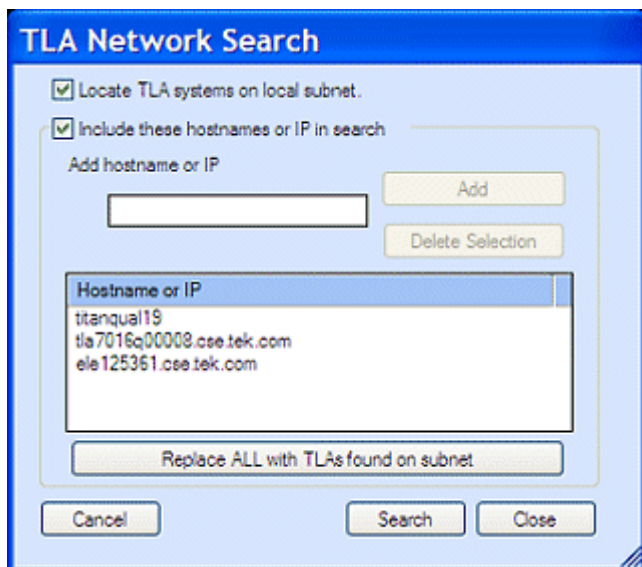 TLA Network Search
Locate TLA systems on local subnet.
Include these hostnames or IP in search
Add hostname or IP
Add
Delete Selection
Hostname or IP
titanqual19
tla7016q00008.cse.tek.com
ele125361.cse.tek.com
Replace ALL with TLAs found on subnet
Cancel
Search
Close